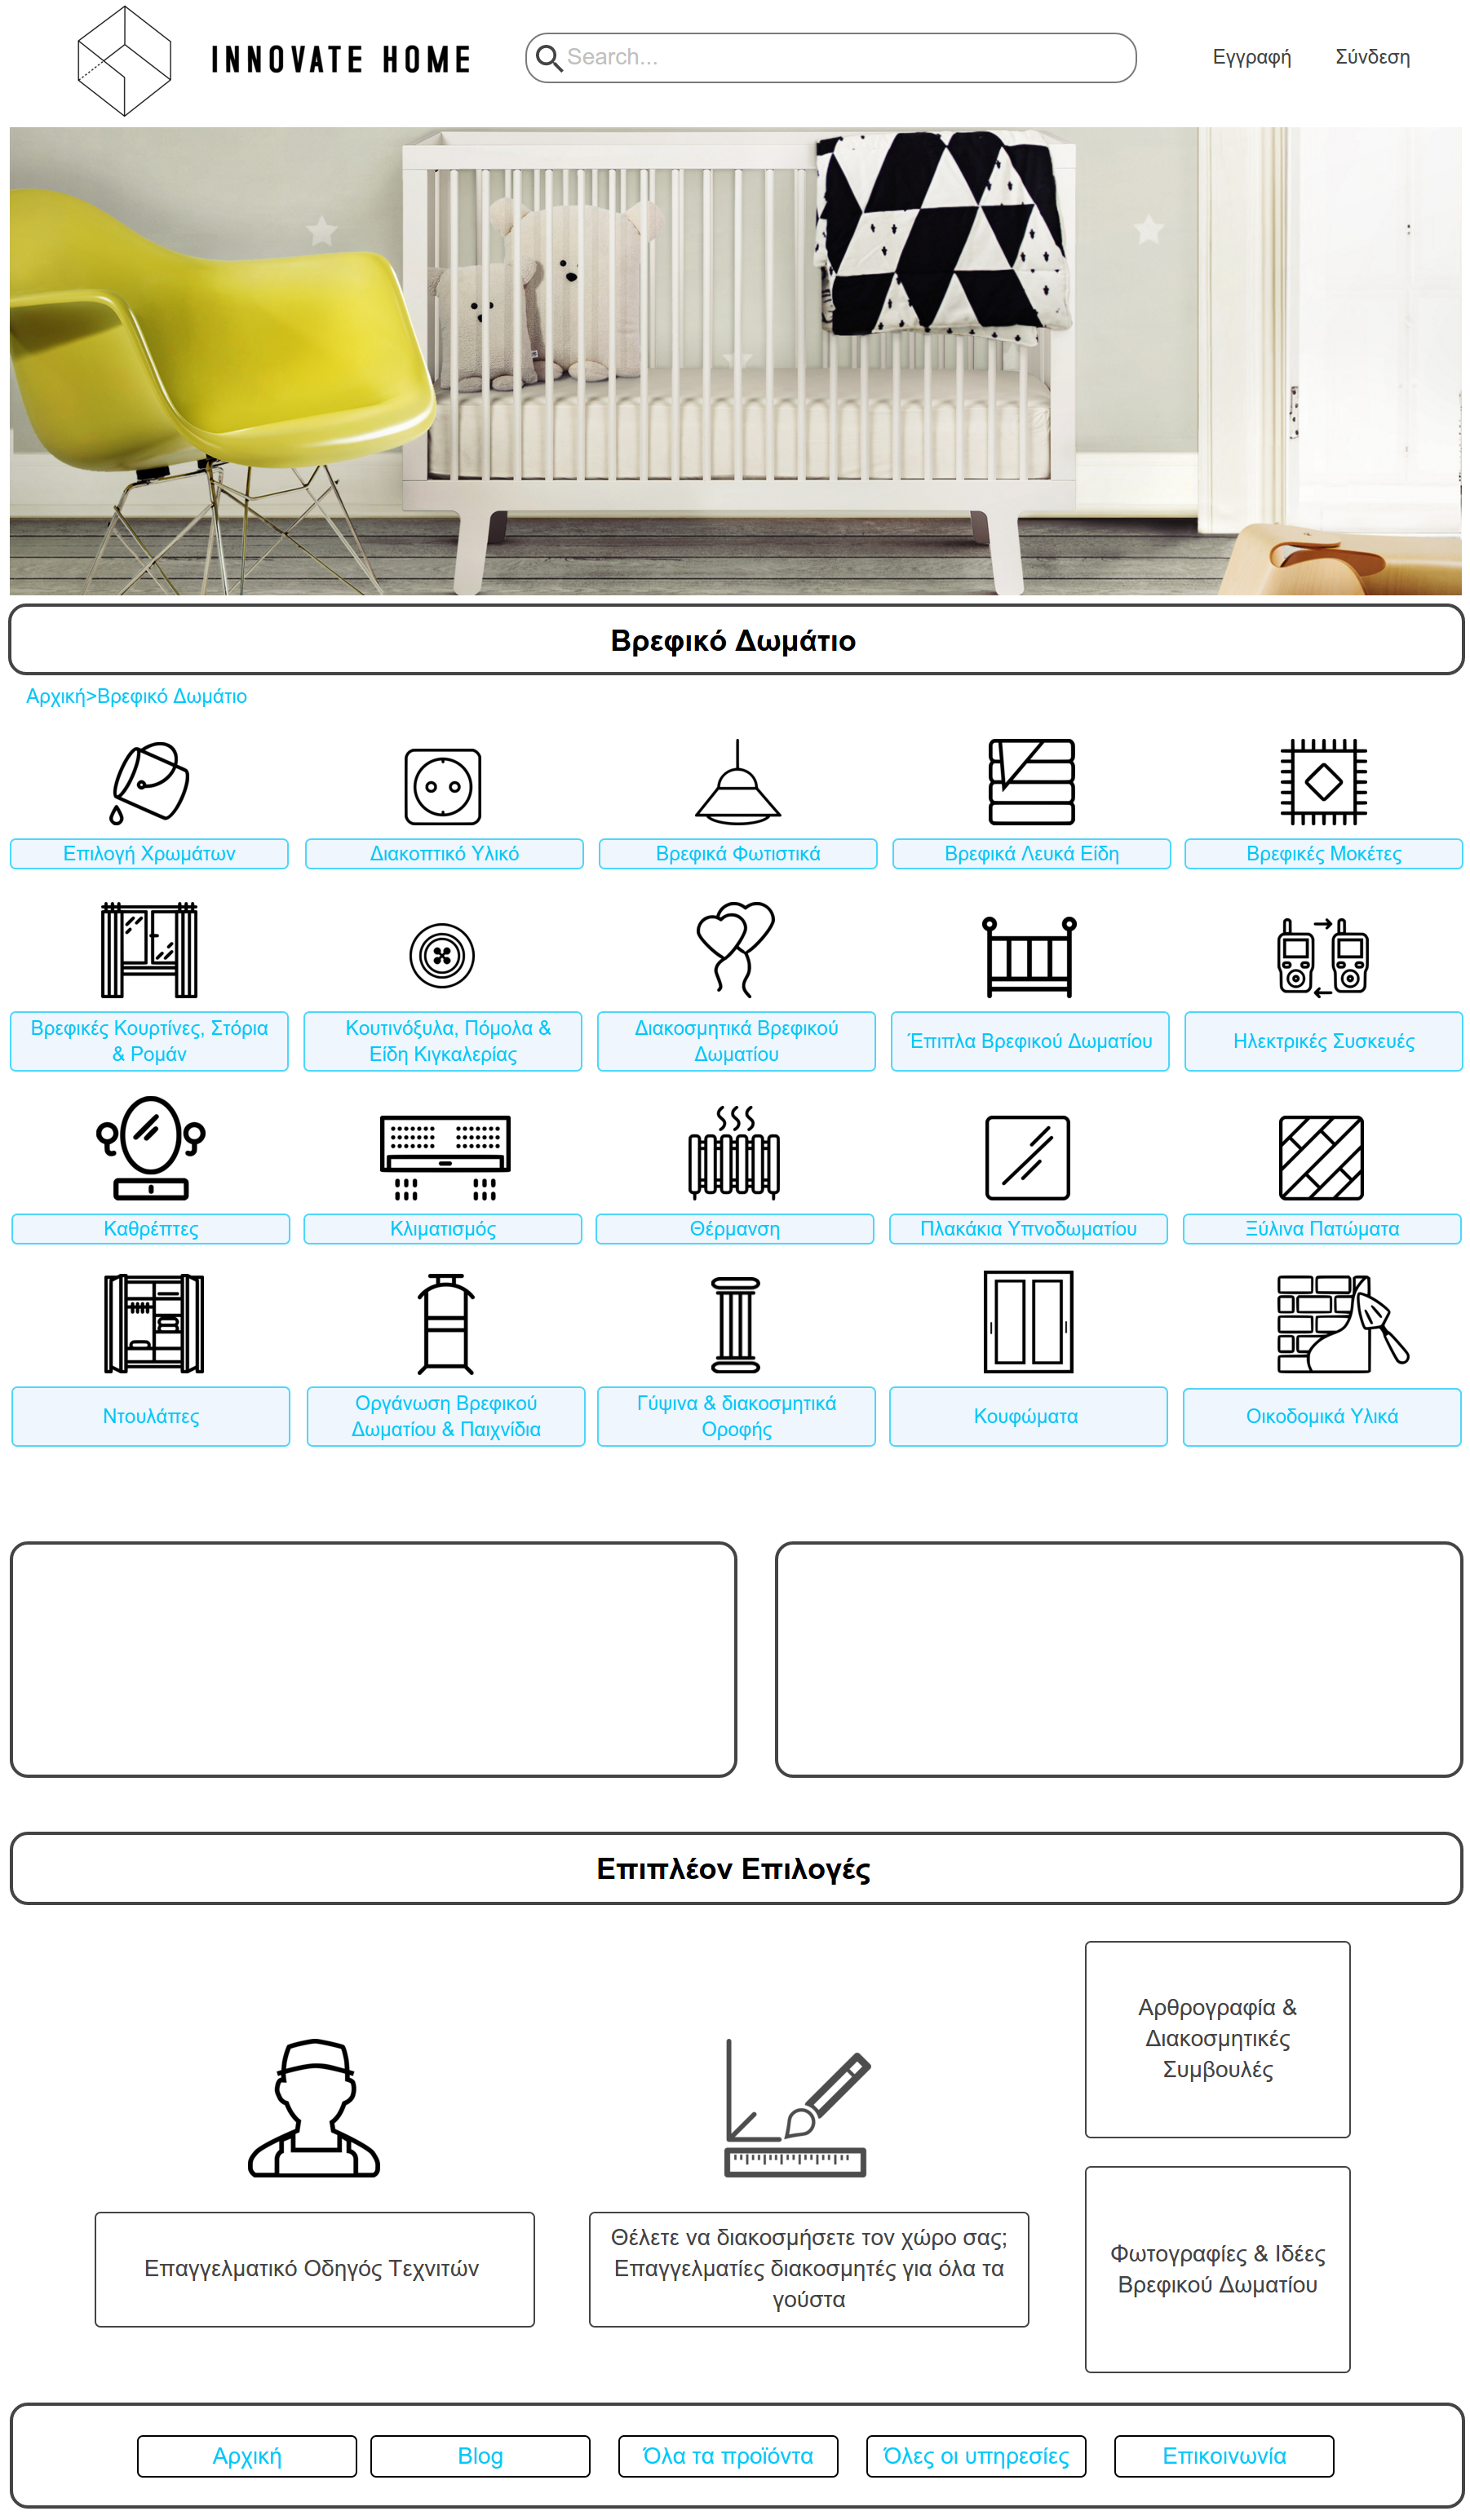 INNOVATE HOME
Search...
Εγγραφή
Σύνδεση
Βρεφικό Δωμάτιο
Αρχική>Βρεφικό Δωμάτιο
Επιλογή Χρωμάτων
Διακοπτικό Υλικό
Βρεφικά Φωτιστικά
Βρεφικά Λευκά Είδη
Βρεφικές Μοκέτες
Βρεφικές Κουρτίνες, Στόρια
& Ρομάν
Κουτινόξυλα, Πόμολα &
Είδη Κιγκαλερίας
Διακοσμητικά Βρεφικού
Δωματίου
Έπιπλα Βρεφικού Δωματίου
Ηλεκτρικές Συσκευές
Καθρέπτες
Κλιματισμός
Θέρμανση
Πλακάκια Υπνοδωματίου
Ξύλινα Πατώματα
Ντουλάπες
Οργάνωση Βρεφικού
Δωματίου & Παιχνίδια
Γύψινα & διακοσμητικά
Οροφής
Κουφώματα
Οικοδομικά Υλικά
Επιπλέον Επιλογές
Επαγγελματικό Οδηγός Τεχνιτών
Θέλετε να διακοσμήσετε τον χώρο σας;
Επαγγελματίες διακοσμητές για όλα τα
γούστα
Αρθρογραφία &
Διακοσμητικές
Συμβουλές
Φωτογραφίες & Ιδέες
Βρεφικού Δωματίου
Αρχική
Blog
Όλα τα προϊόντα
Όλες οι υπηρεσίες
Επικοινωνία